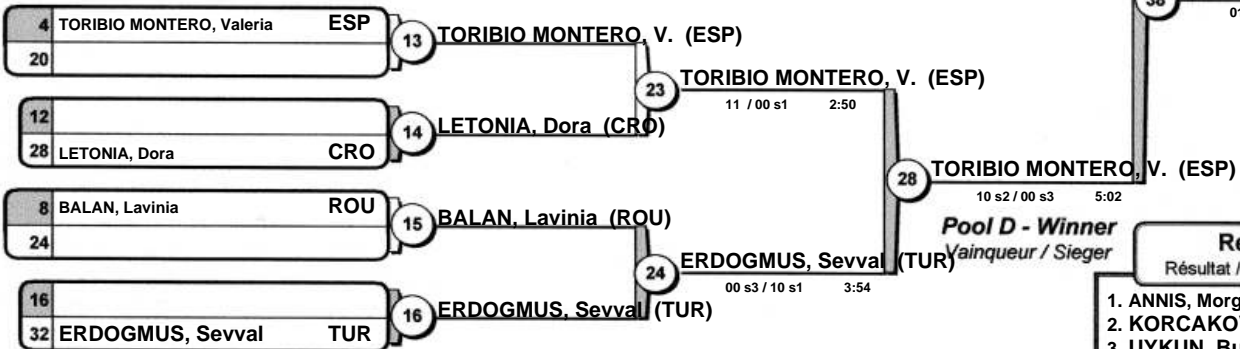 38
01
4 TORIBIO MONTERO, Valeria ESP
20
13 TORIBIO MONTERO, V. (ESP)
23 TORIBIO MONTERO, V. (ESP)
11 / 00 s1 2:50
12
28 LETONIA, Dora CRO
14 LETONIA, Dora (CRO)
28 TORIBIO MONTERO, V. (ESP)
10 s2 / 00 s3 5:02
8 BALAN, Lavinia ROU
24
15 BALAN, Lavinia (ROU)
Pool D - Winner
Vainqueur / Sieger
24 ERDOGMUS, Sevval (TUR)
00 s3 / 10 s1 3:54
16
32 ERDOGMUS, Sevval TUR
16 ERDOGMUS, Sevval (TUR)
Résultat /
1. ANNIS, Morg
2. KORCAKO
3. UYKUN, Bu